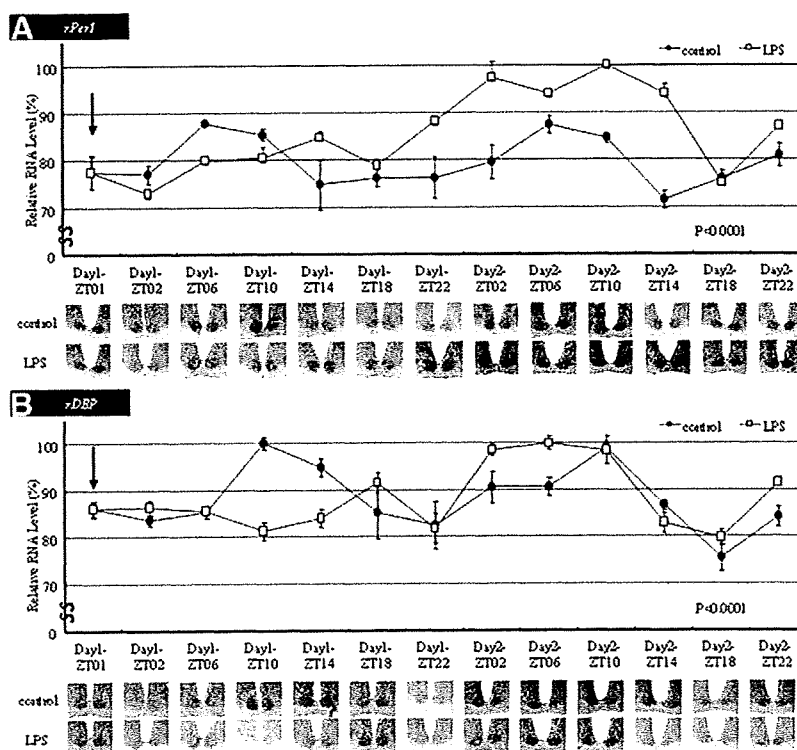 A rPer1
control LPS
Relative RNA Level (%)
100
90
80
70
0
P<0.0001
Day1-ZT01 Day1-ZT02 Day1-ZT06 Day1-ZT10 Day1-ZT14 Day1-ZT18 Day1-ZT22 Day2-ZT02 Day2-ZT06 Day2-ZT10 Day2-ZT14 Day2-ZT18 Day2-ZT22
control
LPS
B rDBP
control LPS
Relative RNA Level (%)
100
90
80
70
0
P<0.0001
Day1-ZT01 Day1-ZT02 Day1-ZT06 Day1-ZT10 Day1-ZT14 Day1-ZT18 Day1-ZT22 Day2-ZT02 Day2-ZT06 Day2-ZT10 Day2-ZT14 Day2-ZT18 Day2-ZT22
control
LPS